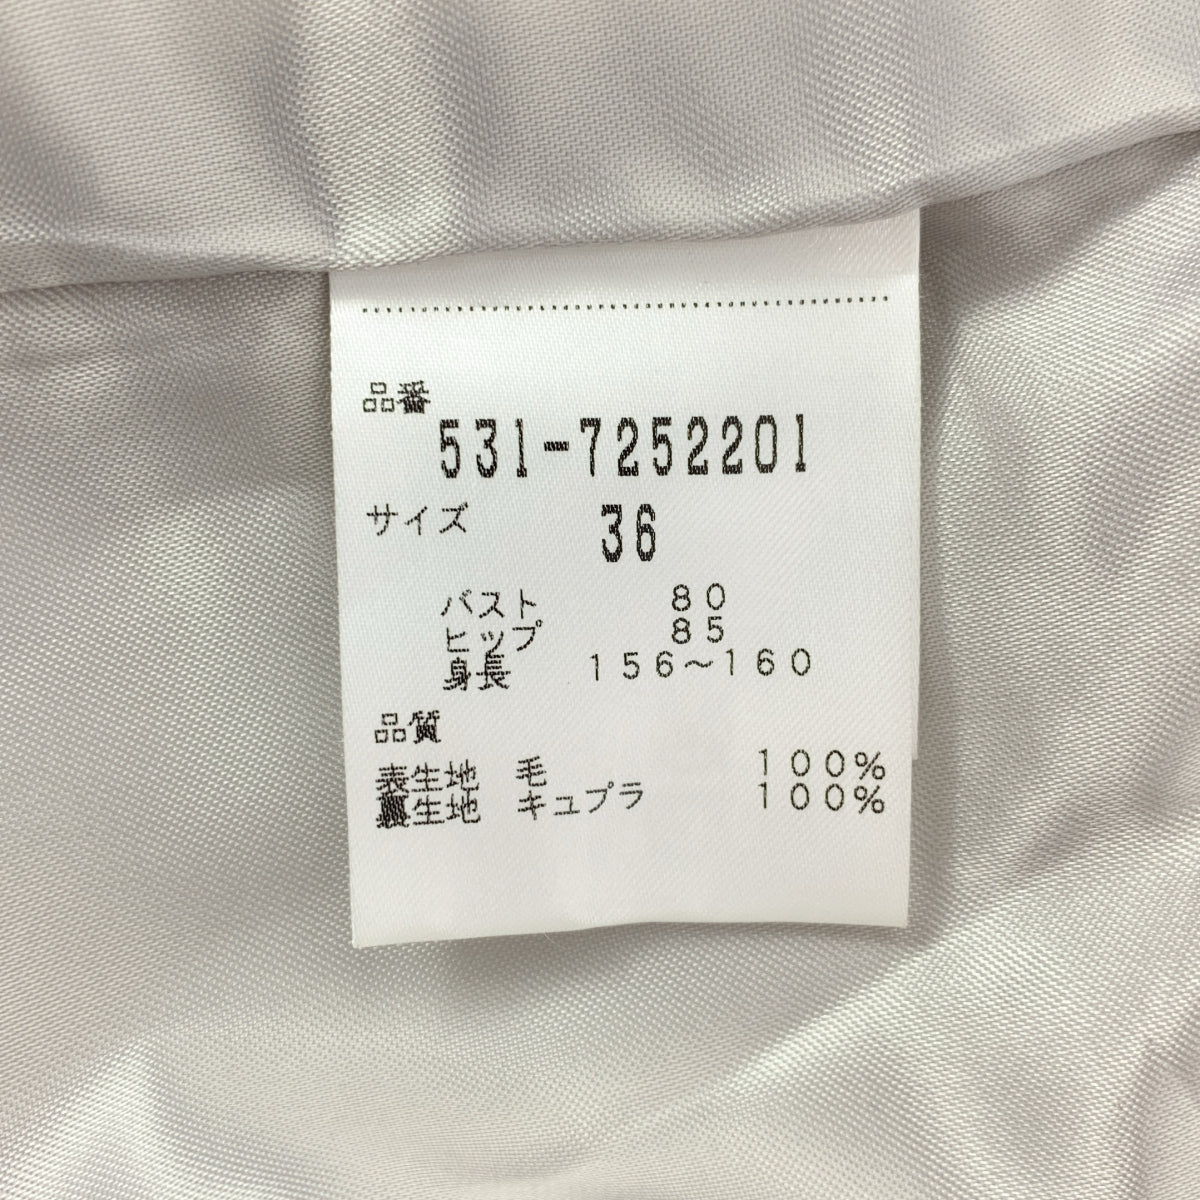 品番
531-7252201
サイズ 36
バスト 80
ヒップ 85
身長 156～160
品質
表生地 毛 100%
裏生地 キュプラ 100%